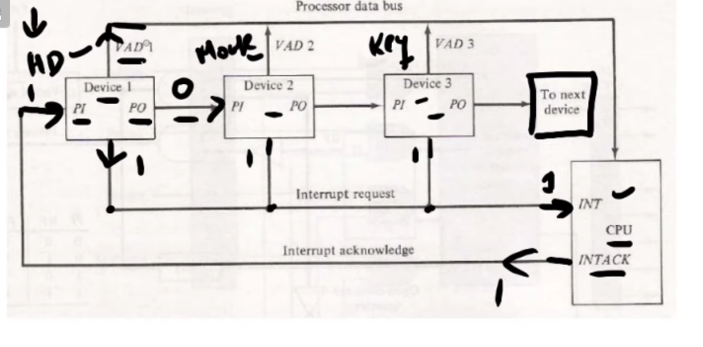 Processor data bus
HD
VAD 1
Mouse
VAD 2
Key
VAD 3
1
Device 1
PI
PO
0
Device 2
PI
PO
Device 3
PI
PO
To next
device
1
1
1
Interrupt request
1
INT
CPU
Interrupt acknowledge
INTACK
1